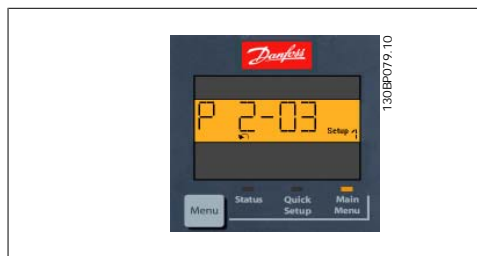 Danfoss
P 2-03
Setup 1
Status
Quick Setup
Main Menu
Menu
130BP079.10